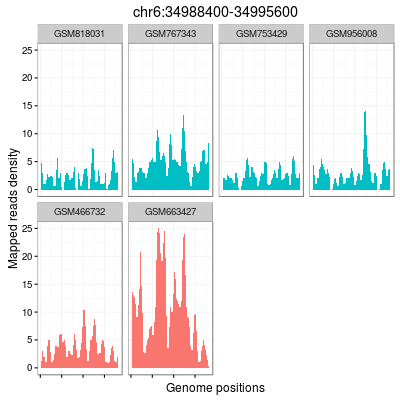 chr6:34988400-34995600
GSM818031 GSM767343 GSM753429 GSM956008
25
20
15
10
5
0
GSM466732 GSM663427
25
20
15
10
5
0
Mapped reads density
Genome positions